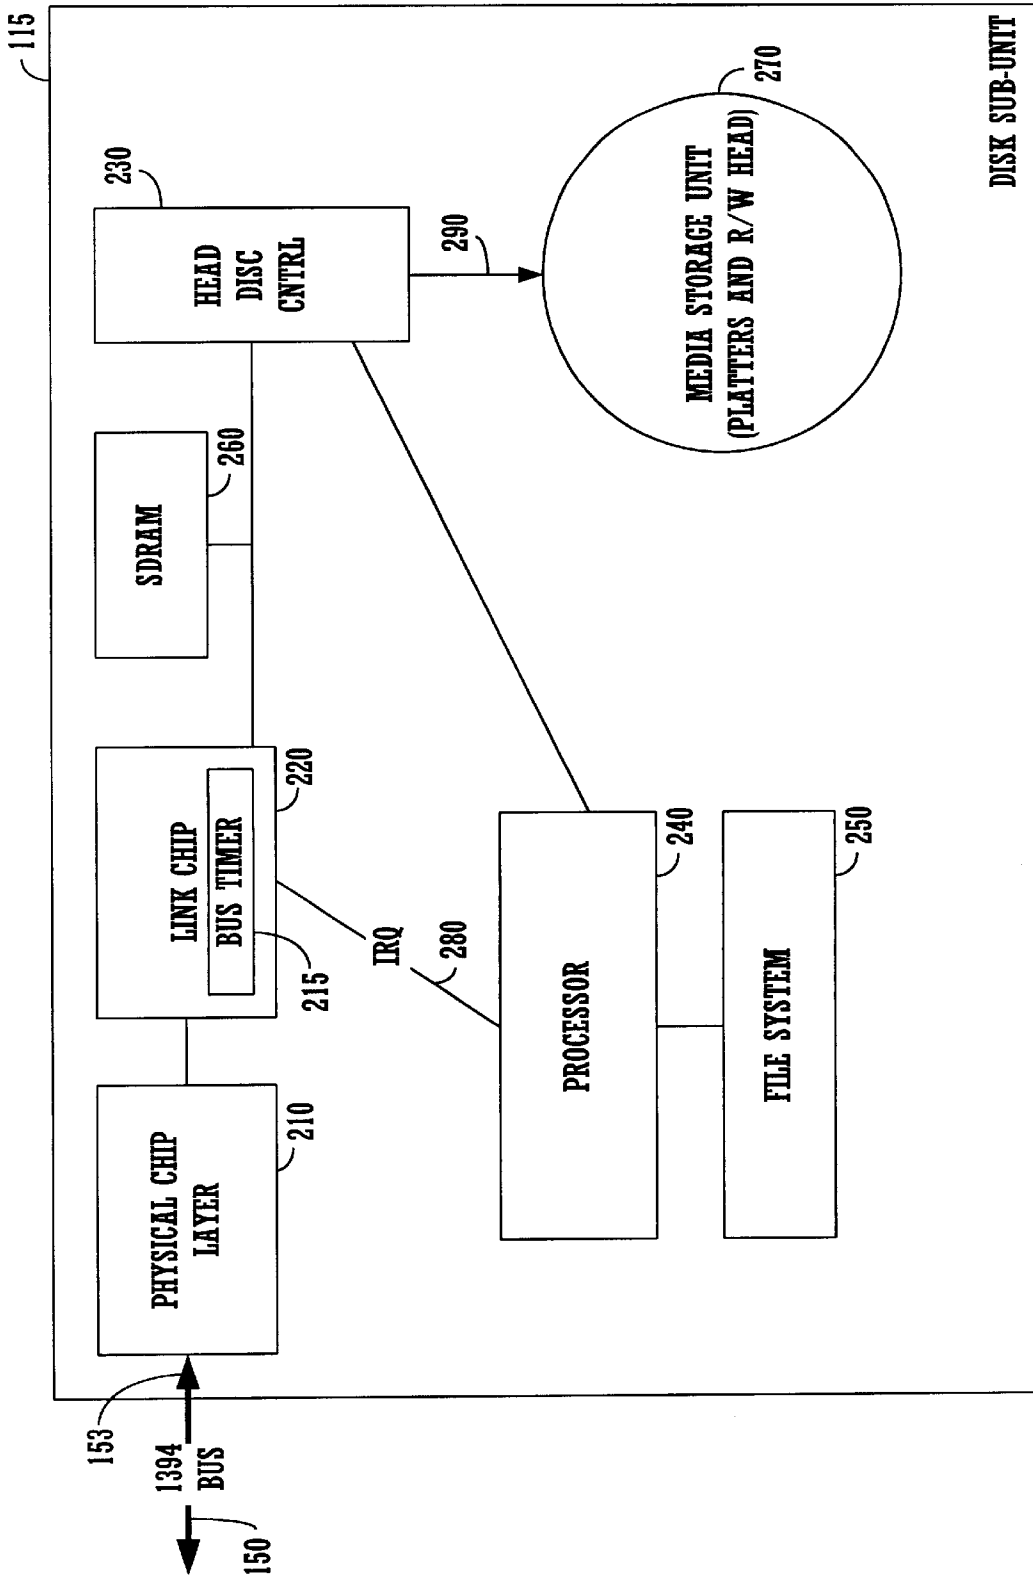 115
1394
BUS
150
153
PHYSICAL CHIP
LAYER
210
LINK CHIP
BUS TIMER
215
220
SDRAM
260
HEAD
DISC
CNTRL
230
290
IRQ
280
PROCESSOR
240
FILE SYSTEM
250
MEDIA STORAGE UNIT
(PLATTERS AND R/W HEAD)
270
DISK SUB-UNIT